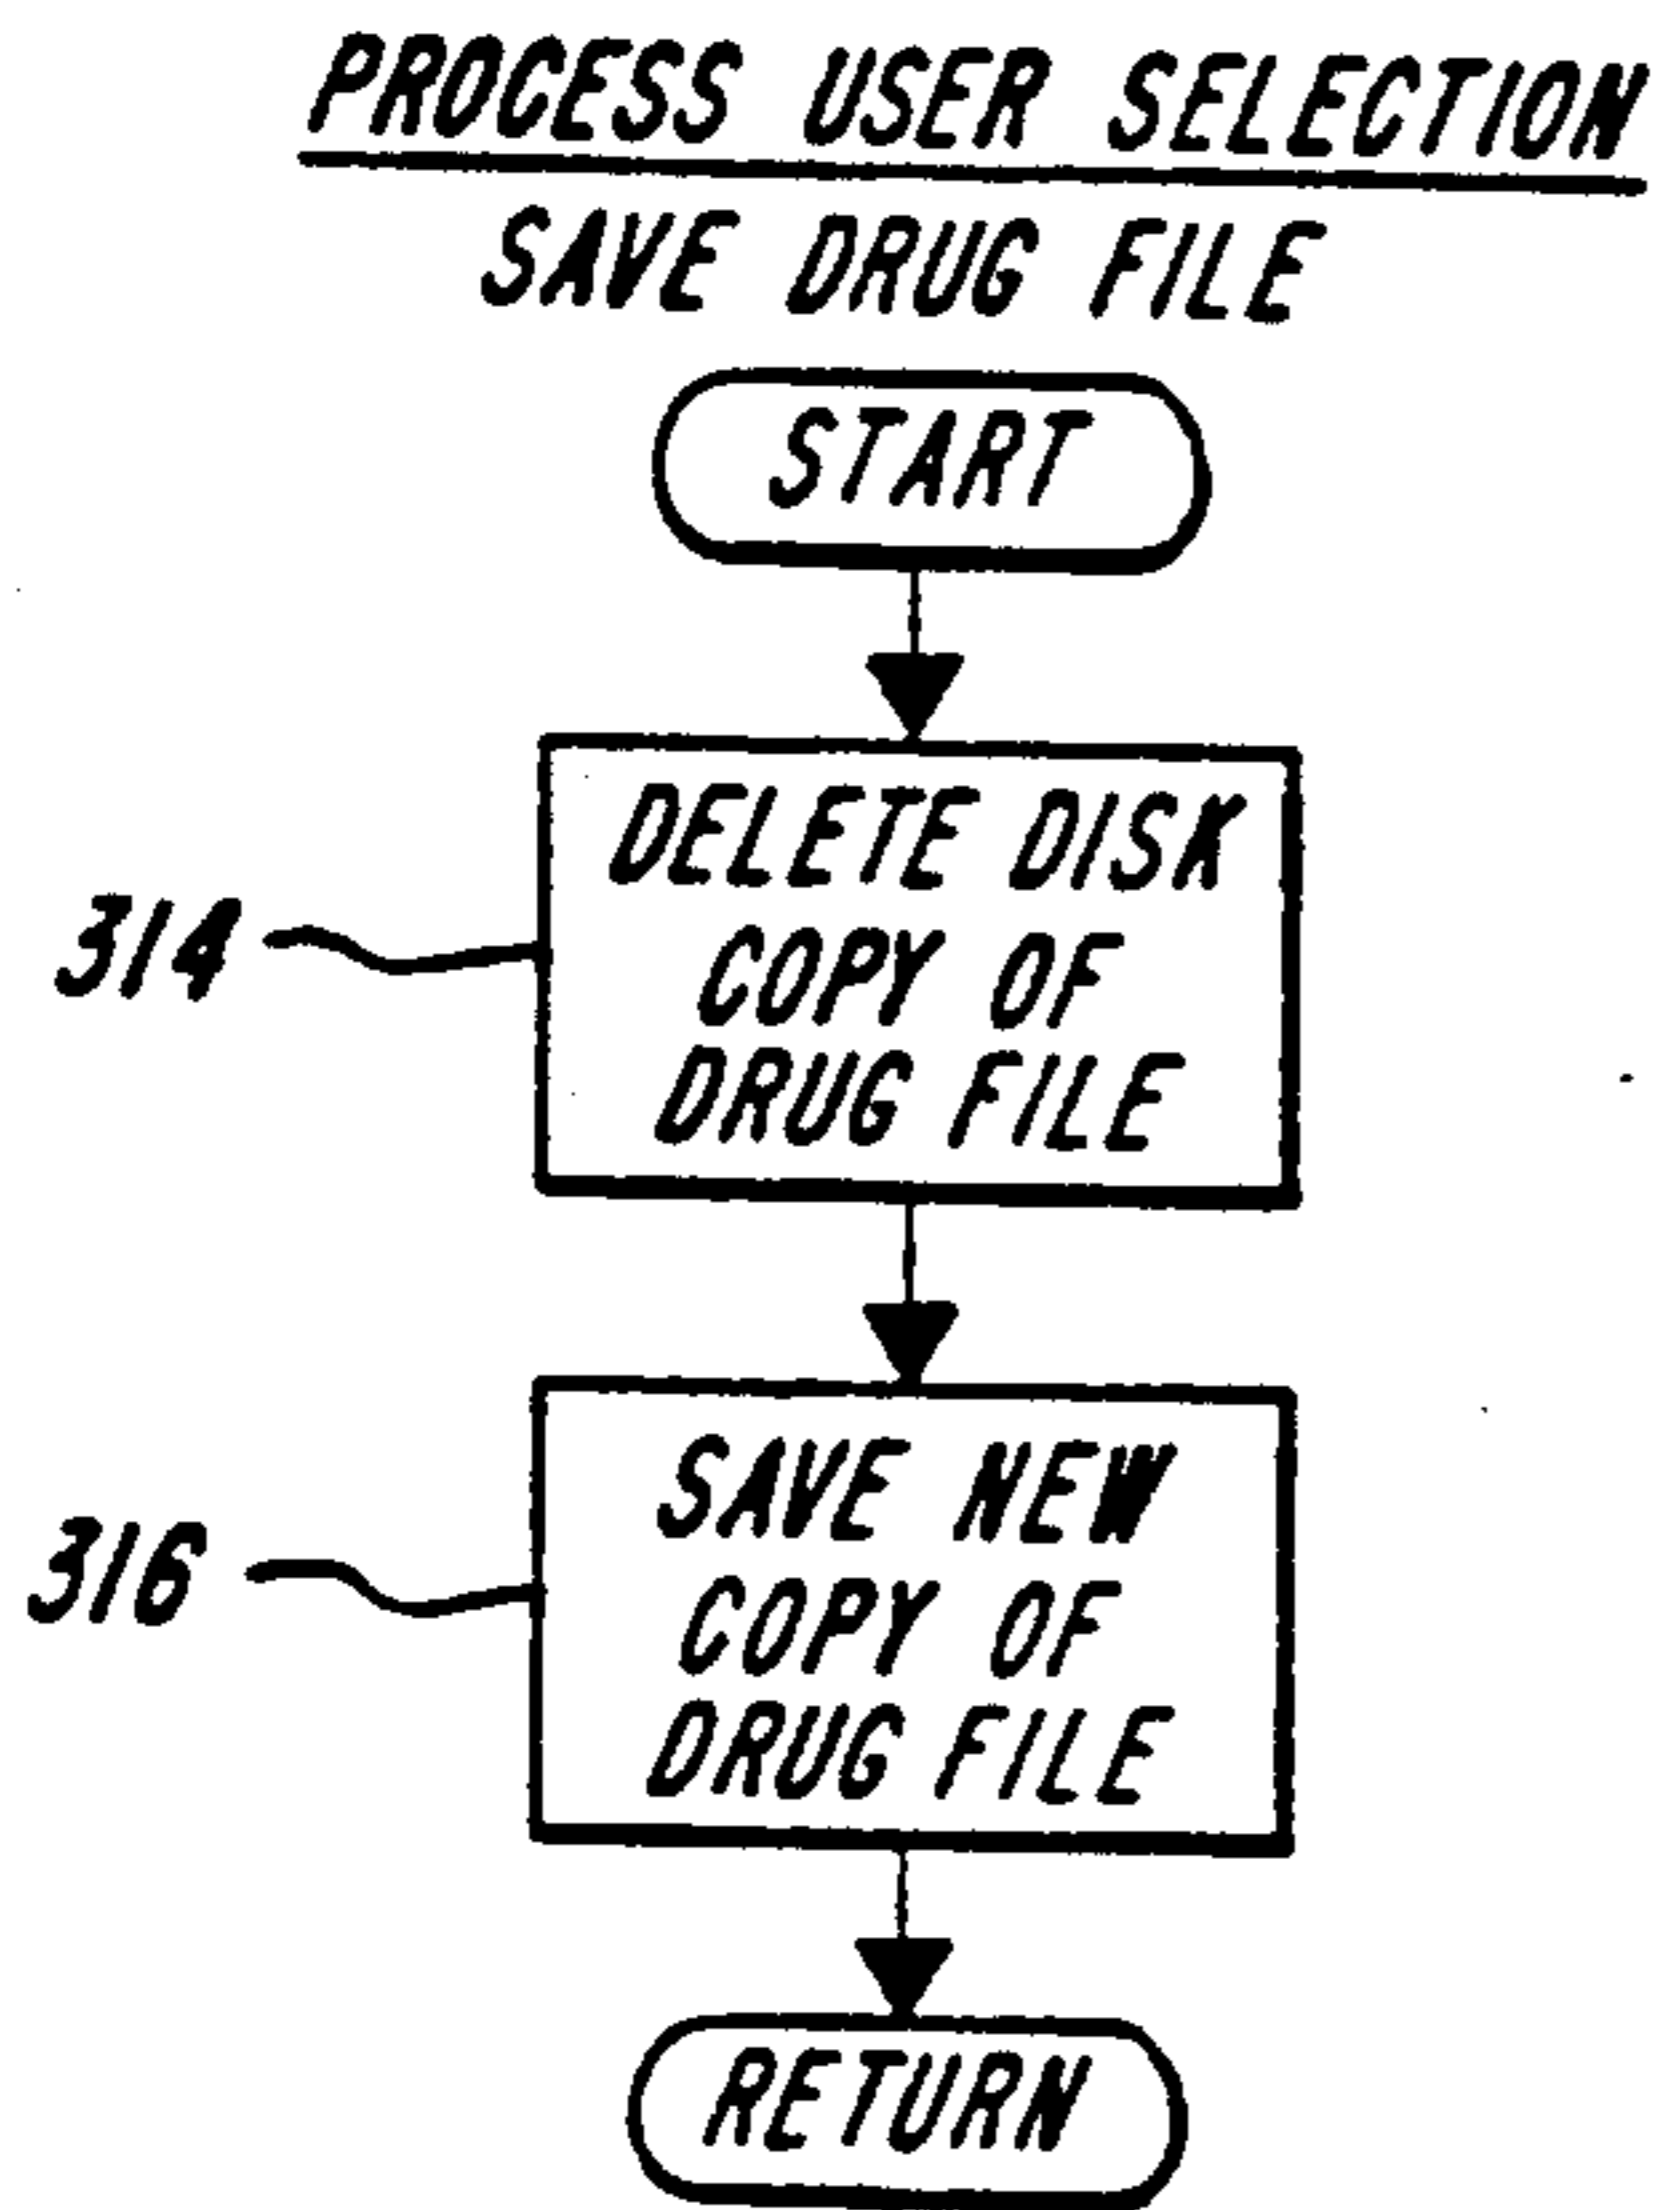 PROCESS USER SELECTION
SAVE DRUG FILE
START
314
DELETE DISK
COPY OF
DRUG FILE
316
SAVE NEW
COPY OF
DRUG FILE
RETURN